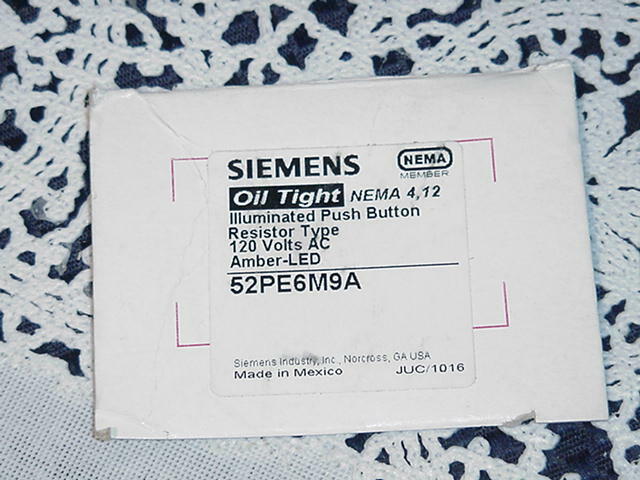 SIEMENS
NEMA
MEMBER
Oil Tight NEMA 4,12
Illuminated Push Button
Resistor Type
120 Volts AC
Amber-LED
52PE6M9A
Siemens Industry, Inc., Norcross, GA USA
Made in Mexico JUC/1016